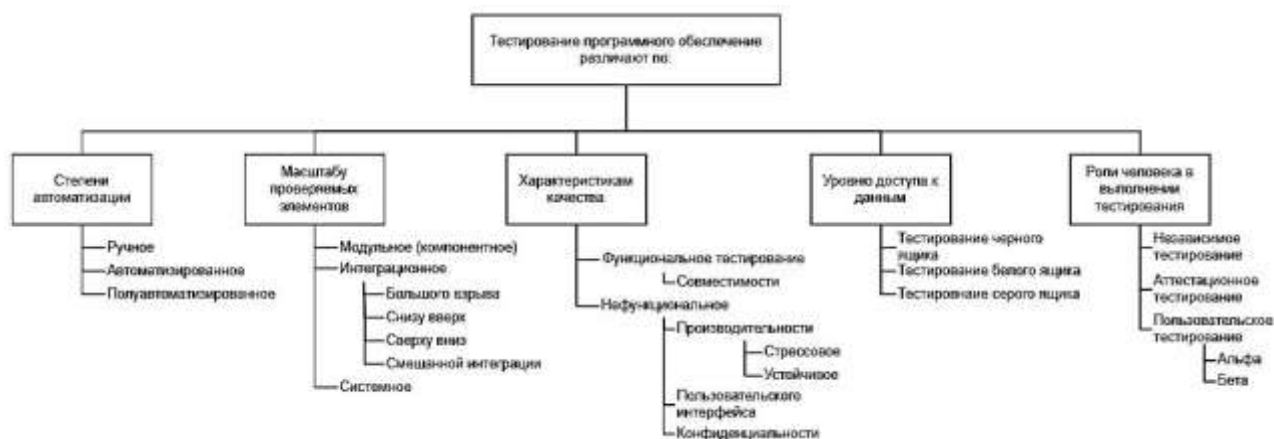 Тестирование программного обеспечение
различают по:
Степени
автоматизации
Ручное
Автоматизированное
Полуавтоматизированное
Масштабу
проверяемых
элементов
Модульное (компонентное)
Интеграционное
Большого взрыва
Снизу вверх
Сверху вниз
Смешанной интеграции
Системное
Характеристикам
качества
Функциональное тестирование
Совместимости
Нефункциональное
Производительности
Стрессовое
Устойчивое
Пользовательского
интерфейса
Конфиденциальности
Уровню доступа к
данным
Тестирование черного
ящика
Тестирование белого ящика
Тестировнаие серого ящика
Роли человека в
выполнении
тестирования
Независимое
тестирование
Аттестационное
тестирование
Пользовательское
тестирование
Альфа
Бета